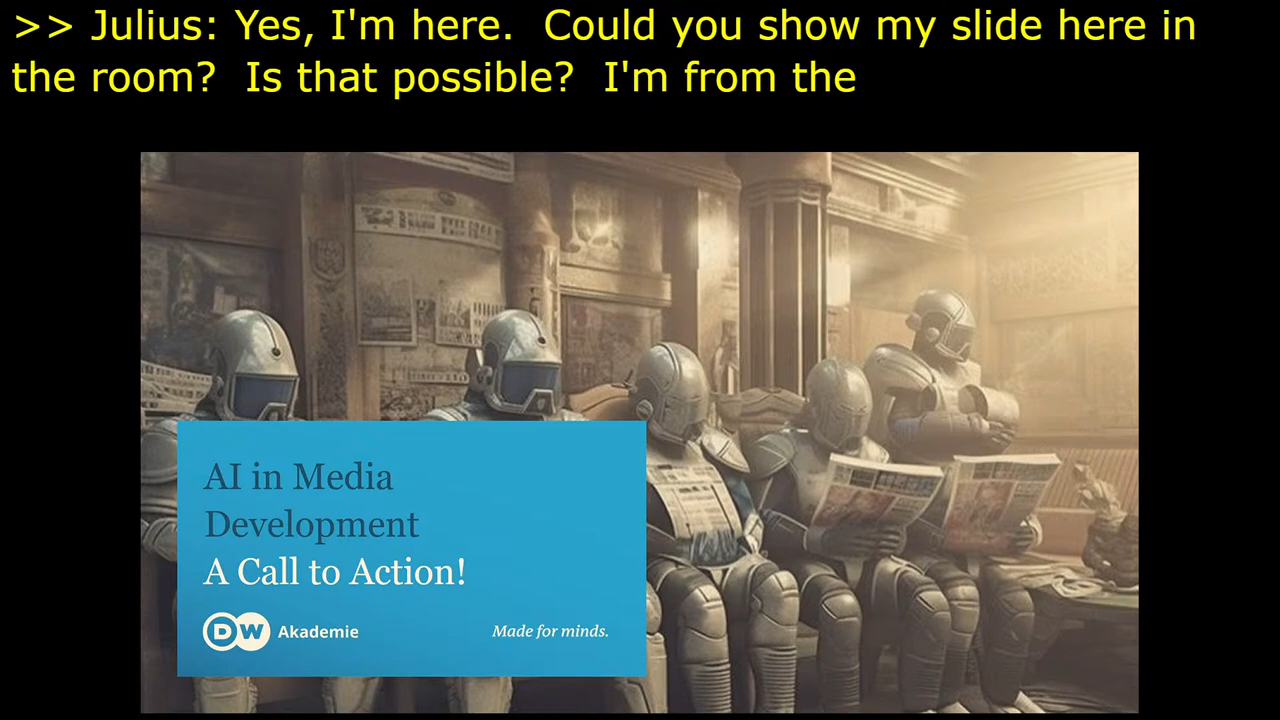 >> Julius: Yes, I'm here.  Could you show my slide here in
the room?  Is that possible?  I'm from the
AI in Media
Development
A Call to Action!
DW Akademie
Made for minds.